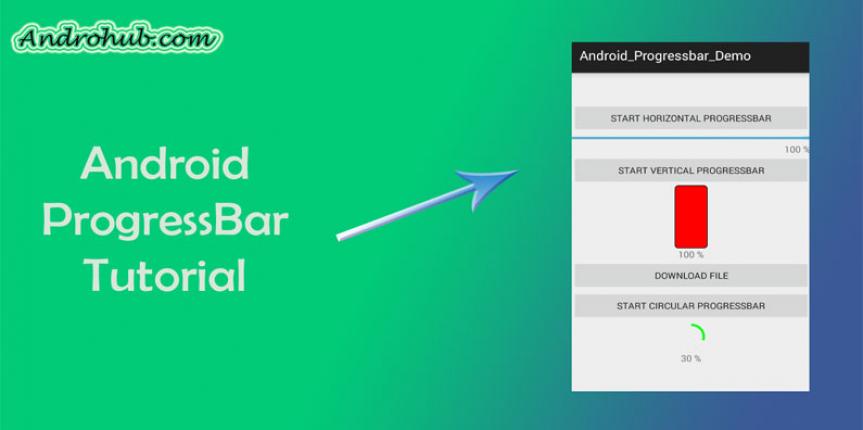 Androhub.com
Android
ProgressBar
Tutorial
Android_Progressbar_Demo
START HORIZONTAL PROGRESSBAR
100 %
START VERTICAL PROGRESSBAR
100 %
DOWNLOAD FILE
START CIRCULAR PROGRESSBAR
30 %